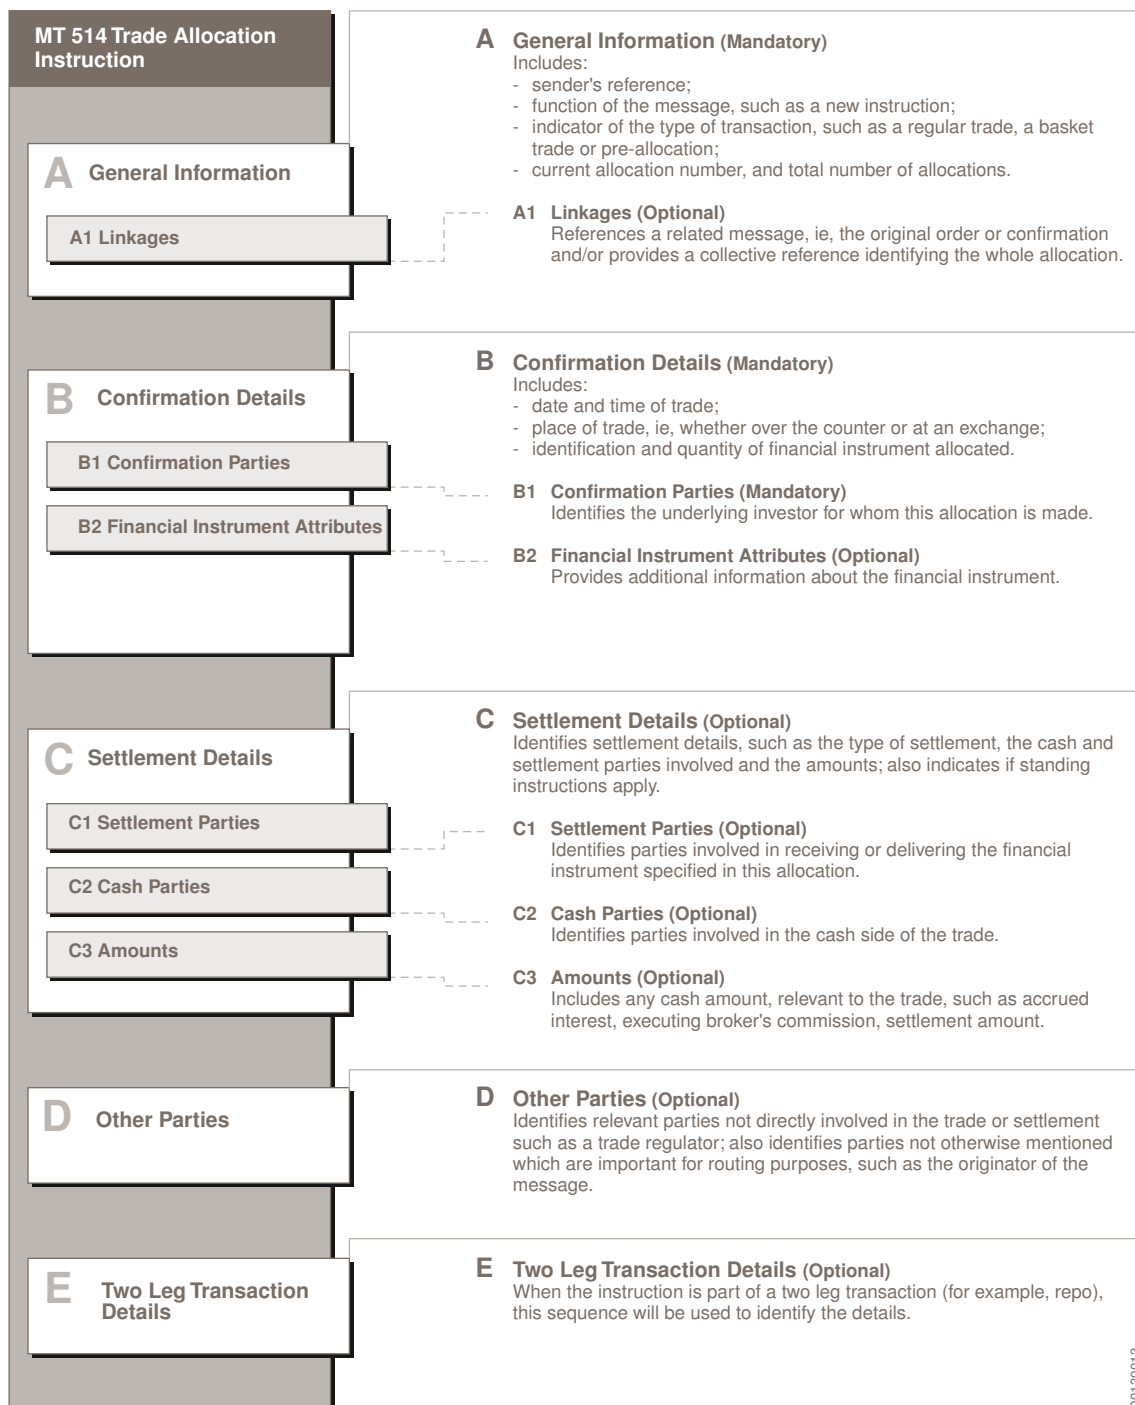 MT 514 Trade Allocation
Instruction
A General Information
A1 Linkages
B Confirmation Details
B1 Confirmation Parties
B2 Financial Instrument Attributes
C Settlement Details
C1 Settlement Parties
C2 Cash Parties
C3 Amounts
D Other Parties
E Two Leg Transaction
Details
A General Information (Mandatory)
Includes:
- sender's reference;
- function of the message, such as a new instruction;
- indicator of the type of transaction, such as a regular trade, a basket
trade or pre-allocation;
- current allocation number, and total number of allocations.
A1 Linkages (Optional)
References a related message, ie, the original order or confirmation
and/or provides a collective reference identifying the whole allocation.
B Confirmation Details (Mandatory)
Includes:
- date and time of trade;
- place of trade, ie, whether over the counter or at an exchange;
- identification and quantity of financial instrument allocated.
B1 Confirmation Parties (Mandatory)
Identifies the underlying investor for whom this allocation is made.
B2 Financial Instrument Attributes (Optional)
Provides additional information about the financial instrument.
C Settlement Details (Optional)
Identifies settlement details, such as the type of settlement, the cash and
settlement parties involved and the amounts; also indicates if standing
instructions apply.
C1 Settlement Parties (Optional)
Identifies parties involved in receiving or delivering the financial
instrument specified in this allocation.
C2 Cash Parties (Optional)
Identifies parties involved in the cash side of the trade.
C3 Amounts (Optional)
Includes any cash amount, relevant to the trade, such as accrued
interest, executing broker's commission, settlement amount.
D Other Parties (Optional)
Identifies relevant parties not directly involved in the trade or settlement
such as a trade regulator; also identifies parties not otherwise mentioned
which are important for routing purposes, such as the originator of the
message.
E Two Leg Transaction Details (Optional)
When the instruction is part of a two leg transaction (for example, repo),
this sequence will be used to identify the details.